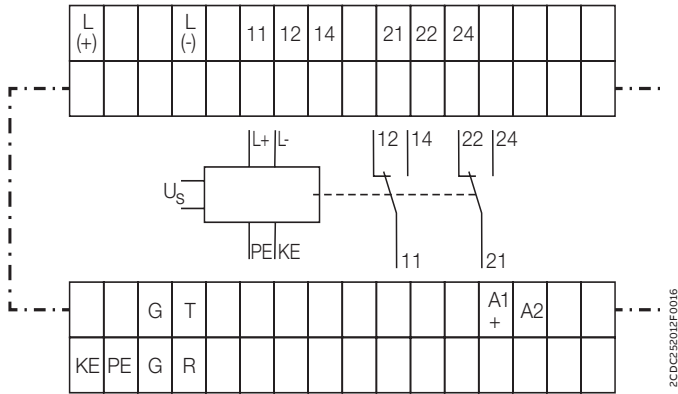 L (+) L (-) 11 12 14 21 22 24
L+ L- 12 14 22 24
US
PE KE 11 21
G T A1 + A2
KE PE G R
2CDC252012F0016